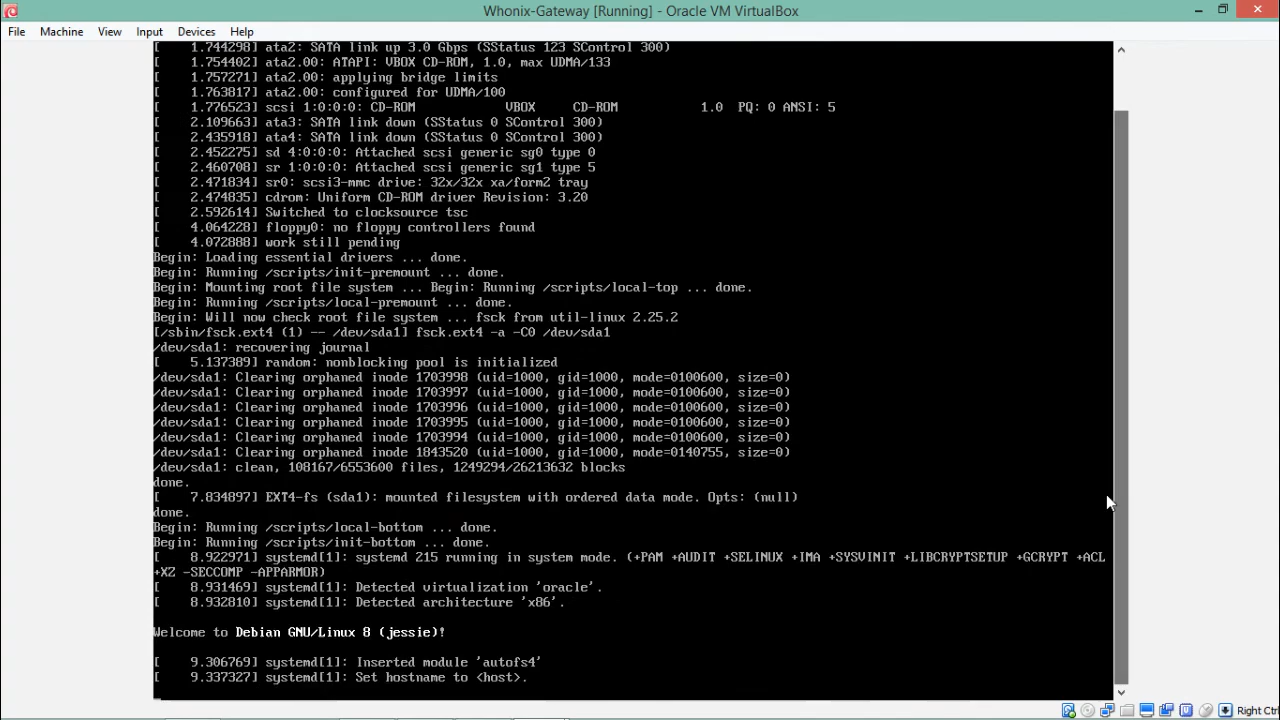 Whonix-Gateway [Running] - Oracle VM VirtualBox
File Machine View Input Devices Help
[    1.744298] ata2: SATA link up 3.0 Gbps (SStatus 123 SControl 300)
[    1.754402] ata2.00: ATAPI: VBOX CD-ROM, 1.0, max UDMA/133
[    1.757271] ata2.00: applying bridge limits
[    1.763817] ata2.00: configured for UDMA/100
[    1.776523] scsi 1:0:0:0: CD-ROM            VBOX     CD-ROM           1.0  PQ: 0 ANSI: 5
[    2.109663] ata3: SATA link down (SStatus 0 SControl 300)
[    2.435918] ata4: SATA link down (SStatus 0 SControl 300)
[    2.452275] sd 4:0:0:0: Attached scsi generic sg0 type 0
[    2.460708] sr 1:0:0:0: Attached scsi generic sg1 type 5
[    2.471834] sr0: scsi3-mmc drive: 32x/32x xa/form2 tray
[    2.474835] cdrom: Uniform CD-ROM driver Revision: 3.20
[    2.592614] Switched to clocksource tsc
[    4.064228] floppy0: no floppy controllers found
[    4.072888] work still pending
Begin: Loading essential drivers ... done.
Begin: Running /scripts/init-premount ... done.
Begin: Mounting root file system ... Begin: Running /scripts/local-top ... done.
Begin: Running /scripts/local-premount ... done.
Begin: Will now check root file system ... fsck from util-linux 2.25.2
[/sbin/fsck.ext4 (1) -- /dev/sda1] fsck.ext4 -a -C0 /dev/sda1
/dev/sda1: recovering journal
[    5.137389] random: nonblocking pool is initialized
/dev/sda1: Clearing orphaned inode 1703998 (uid=1000, gid=1000, mode=0100600, size=0)
/dev/sda1: Clearing orphaned inode 1703997 (uid=1000, gid=1000, mode=0100600, size=0)
/dev/sda1: Clearing orphaned inode 1703996 (uid=1000, gid=1000, mode=0100600, size=0)
/dev/sda1: Clearing orphaned inode 1703995 (uid=1000, gid=1000, mode=0100600, size=0)
/dev/sda1: Clearing orphaned inode 1703994 (uid=1000, gid=1000, mode=0100600, size=0)
/dev/sda1: Clearing orphaned inode 1843520 (uid=1000, gid=1000, mode=0140755, size=0)
/dev/sda1: clean, 108167/6553600 files, 1249294/26213632 blocks
done.
[    7.834897] EXT4-fs (sda1): mounted filesystem with ordered data mode. Opts: (null)
done.
Begin: Running /scripts/local-bottom ... done.
Begin: Running /scripts/init-bottom ... done.
[    8.922971] systemd[1]: systemd 215 running in system mode. (+PAM +AUDIT +SELINUX +IMA +SYSVINIT +LIBCRYPTSETUP +GCRYPT +ACL
+XZ -SECCOMP -APPARMOR)
[    8.931469] systemd[1]: Detected virtualization 'oracle'.
[    8.932810] systemd[1]: Detected architecture 'x86'.
Welcome to Debian GNU/Linux 8 (jessie)!
[    9.306769] systemd[1]: Inserted module 'autofs4'
[    9.337327] systemd[1]: Set hostname to <host>.
Right Ctrl